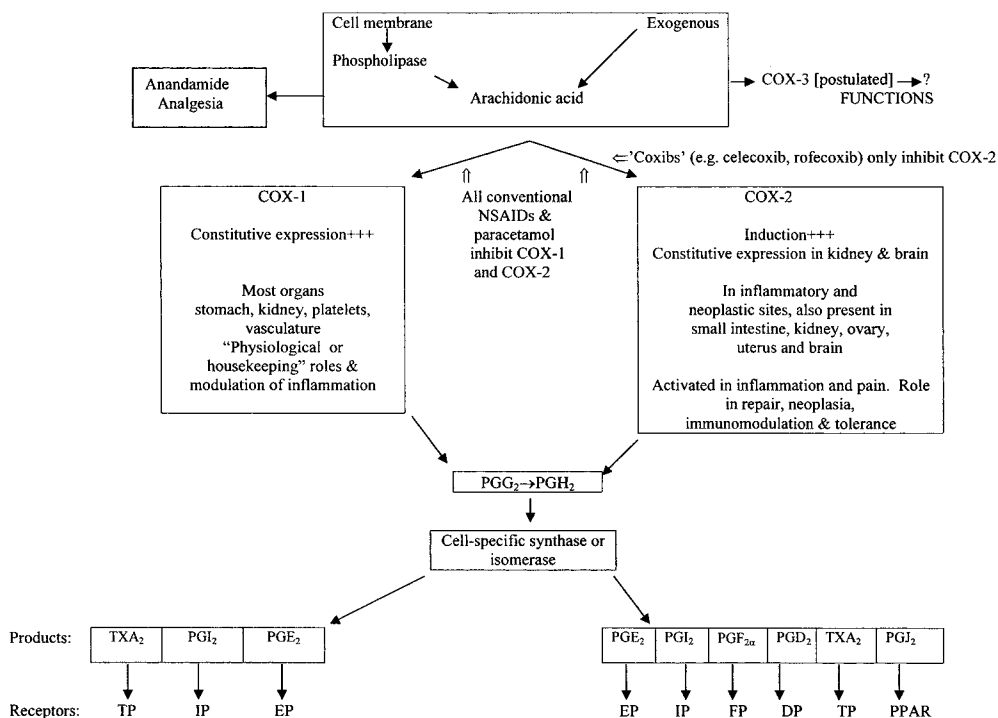 Cell membrane
Exogenous
Phospholipase
Arachidonic acid
Anandamide
Analgesia
COX-3 [postulated] → ?
FUNCTIONS
⇐ 'Coxibs' (e.g. celecoxib, rofecoxib) only inhibit COX-2
COX-1
Constitutive expression+++
Most organs
stomach, kidney, platelets,
vasculature
“Physiological or
housekeeping” roles &
modulation of inflammation
⇑ ⇑
All conventional
NSAIDs &
paracetamol
inhibit COX-1
and COX-2
COX-2
Induction+++
Constitutive expression in kidney & brain
In inflammatory and
neoplastic sites, also present in
small intestine, kidney, ovary,
uterus and brain
Activated in inflammation and pain. Role
in repair, neoplasia,
immunomodulation & tolerance
PGG₂→PGH₂
Cell-specific synthase or
isomerase
Products: TXA₂ PGI₂ PGE₂ PGE₂ PGI₂ PGF₂α PGD₂ TXA₂ PGJ₂
Receptors: TP IP EP EP IP FP DP TP PPAR